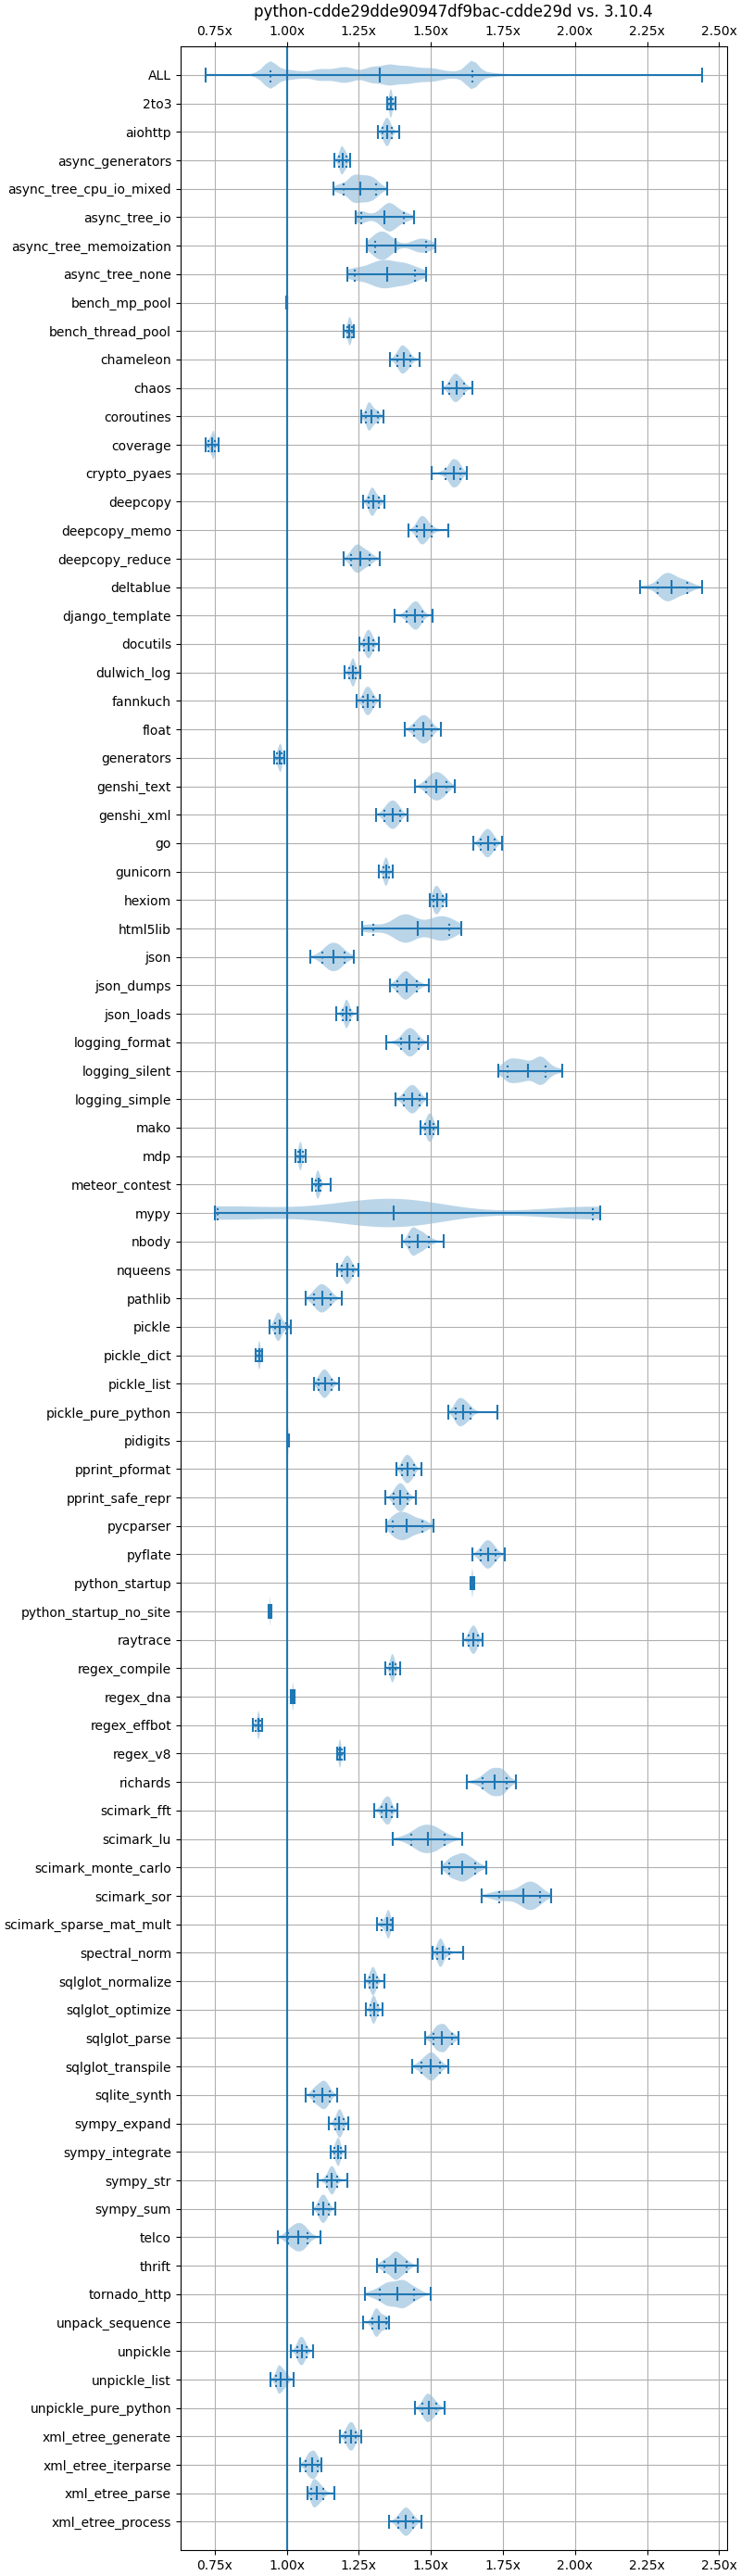 python-cdde29dde90947df9bac-cdde29d vs. 3.10.4
0.75x 1.00x 1.25x 1.50x 1.75x 2.00x 2.25x 2.50x
ALL
2to3
aiohttp
async_generators
async_tree_cpu_io_mixed
async_tree_io
async_tree_memoization
async_tree_none
bench_mp_pool
bench_thread_pool
chameleon
chaos
coroutines
coverage
crypto_pyaes
deepcopy
deepcopy_memo
deepcopy_reduce
deltablue
django_template
docutils
dulwich_log
fannkuch
float
generators
genshi_text
genshi_xml
go
gunicorn
hexiom
html5lib
json
json_dumps
json_loads
logging_format
logging_silent
logging_simple
mako
mdp
meteor_contest
mypy
nbody
nqueens
pathlib
pickle
pickle_dict
pickle_list
pickle_pure_python
pidigits
pprint_pformat
pprint_safe_repr
pycparser
pyflate
python_startup
python_startup_no_site
raytrace
regex_compile
regex_dna
regex_effbot
regex_v8
richards
scimark_fft
scimark_lu
scimark_monte_carlo
scimark_sor
scimark_sparse_mat_mult
spectral_norm
sqlglot_normalize
sqlglot_optimize
sqlglot_parse
sqlglot_transpile
sqlite_synth
sympy_expand
sympy_integrate
sympy_str
sympy_sum
telco
thrift
tornado_http
unpack_sequence
unpickle
unpickle_list
unpickle_pure_python
xml_etree_generate
xml_etree_iterparse
xml_etree_parse
xml_etree_process
0.75x 1.00x 1.25x 1.50x 1.75x 2.00x 2.25x 2.50x